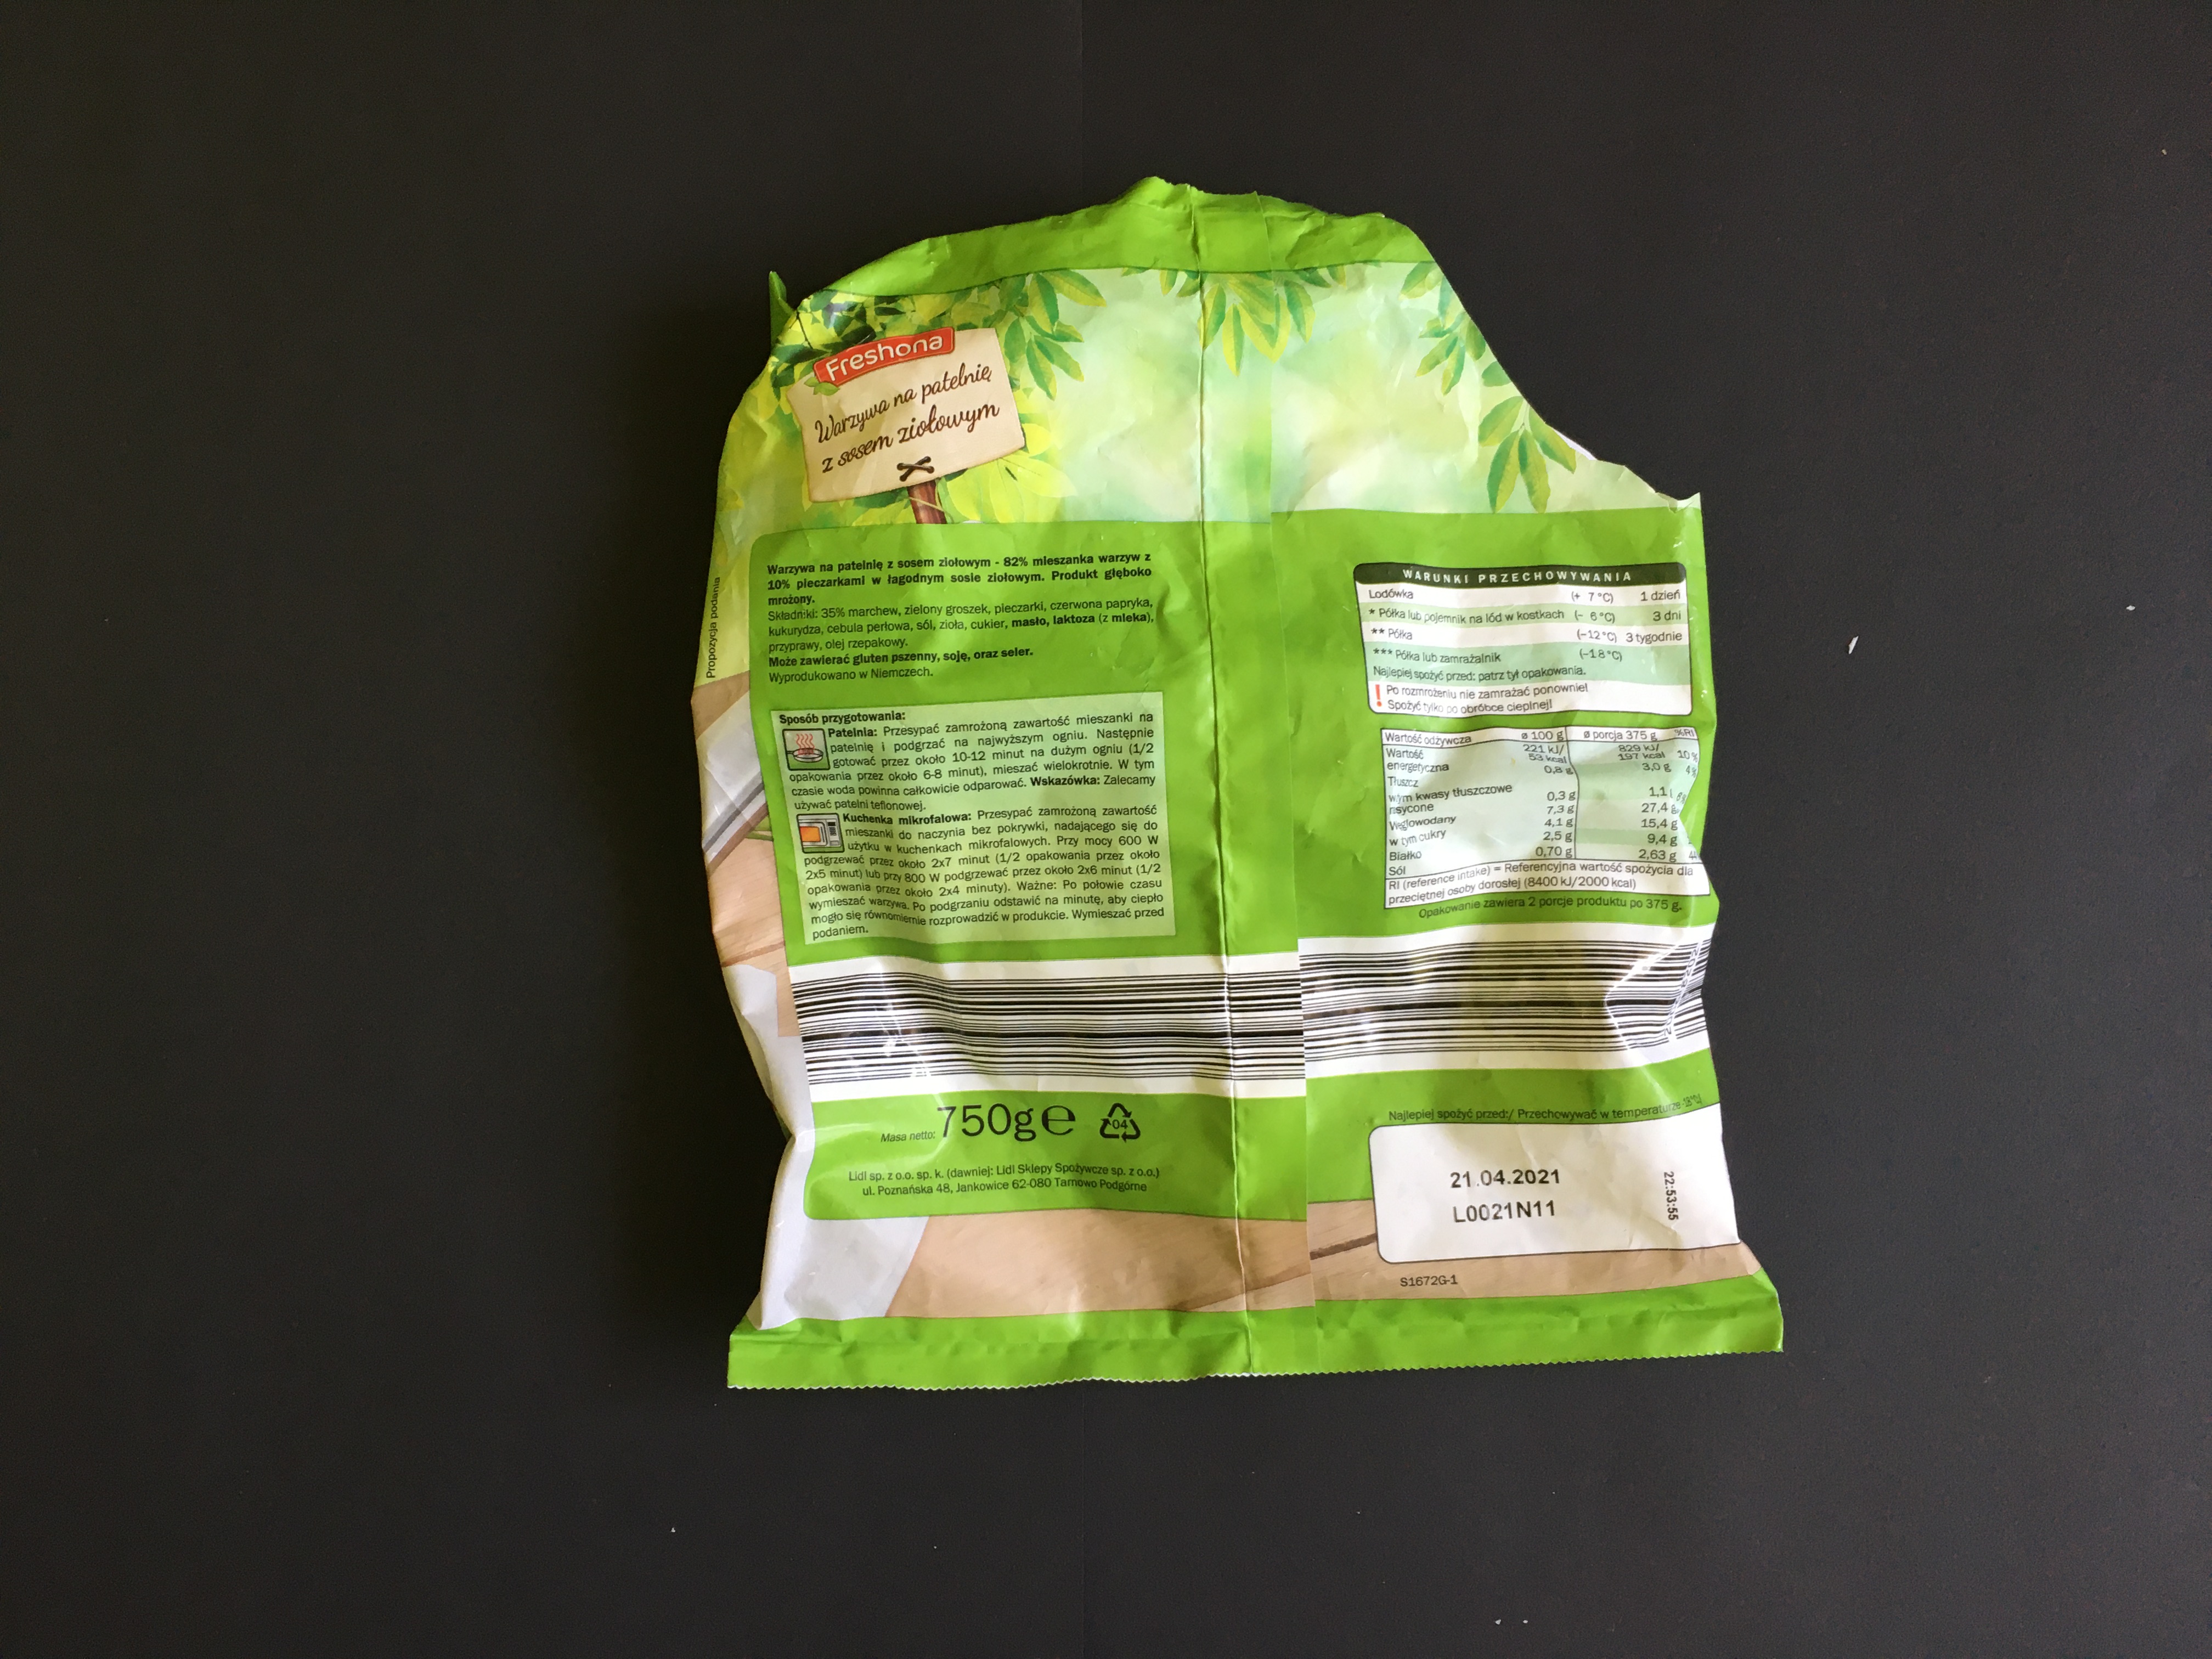 Freshona
Warzywa na patelnię
z sosem ziołowym
Propozycja podania
Warzywa na patelnię z sosem ziołowym - 82% mieszanka warzyw z
10% pieczarkami w łagodnym sosie ziołowym. Produkt głęboko
mrożony.
Składniki: 35% marchew, zielony groszek, pieczarki, czerwona papryka,
kukurydza, cebula perłowa, sól, zioła, cukier, masło, laktoza (z mleka),
przyprawy, olej rzepakowy.
Może zawierać gluten pszenny, soję, oraz seler.
Wyprodukowano w Niemczech.
Sposób przygotowania:
Patelnia: Przesypać zamrożoną zawartość mieszanki na
patelnię i podgrzać na najwyższym ogniu. Następnie
gotować przez około 10-12 minut na dużym ogniu (1/2
opakowania przez około 6-8 minut), mieszać wielokrotnie. W tym
czasie woda powinna całkowicie odparować. Wskazówka: Zalecamy
używać patelni teflonowej.
Kuchenka mikrofalowa: Przesypać zamrożoną zawartość
mieszanki do naczynia bez pokrywki, nadającego się do
użytku w kuchenkach mikrofalowych. Przy mocy 600 W
podgrzewać przez około 2x7 minut (1/2 opakowania przez około
2x5 minut) lub przy 800 W podgrzewać przez około 2x6 minut (1/2
opakowania przez około 2x4 minuty). Ważne: Po połowie czasu
wymieszać warzywa. Po podgrzaniu odstawić na minutę, aby ciepło
mogło się równomiernie rozprowadzić w produkcie. Wymieszać przed
podaniem.
Masa netto: 750g e 04
Lidl sp. z o.o. sp. k. (dawniej: Lidl Sklepy Spożywcze sp. z o.o.)
ul. Poznańska 48, Jankowice 62-080 Tarnowo Podgórne
WARUNKI PRZECHOWYWANIA
Lodówka (+ 7°C) 1 dzień
* Półka lub pojemnik na lód w kostkach (- 6°C) 3 dni
** Półka (-12°C) 3 tygodnie
*** Półka lub zamrażalnik (-18°C)
Najlepiej spożyć przed: patrz tył opakowania.
! Po rozmrożeniu nie zamrażać ponownie!
Spożyć tylko po obróbce cieplnej!
Wartość odżywcza ø 100 g ø porcja 375 g %RI
Wartość 221 kJ/ 829 kJ/
energetyczna 53 kcal 197 kcal 10%
Tłuszcz 0,8 g 3,0 g 4%
w tym kwasy tłuszczowe
nsycone 0,3 g 1,1
Węglowodany 7,3 g 27,4 g
w tym cukry 4,1 g 15,4 g
Białko 2,5 g 9,4 g
Sól 0,70 g 2,63 g
RI (reference intake) = Referencyjna wartość spożycia dla
przeciętnej osoby dorosłej (8400 kJ/2000 kcal)
Opakowanie zawiera 2 porcje produktu po 375 g.
Najlepiej spożyć przed:/ Przechowywać w temperaturze -18°C
21.04.2021
L0021N11
22:53:55
S1672G-1